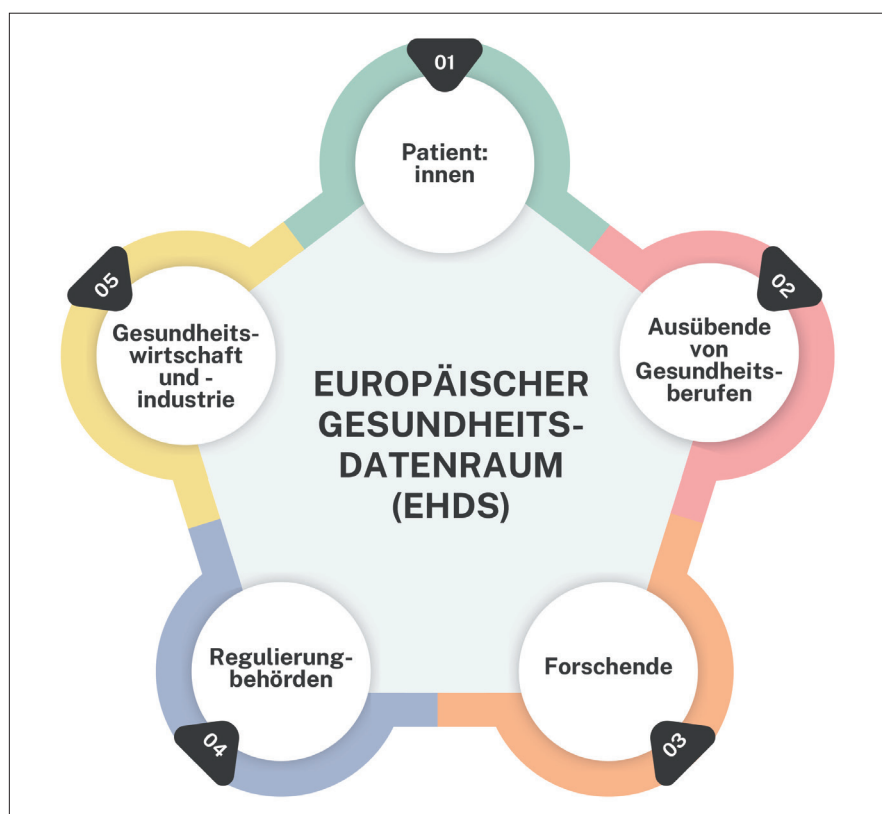 01
Patient:
innen
02
Ausübende
von
Gesundheits-
berufen
03
Forschende
04
Regulierung-
behörden
05
Gesundheits-
wirtschaft
und -
industrie
EUROPÄISCHER
GESUNDHEITS-
DATENRAUM
(EHDS)